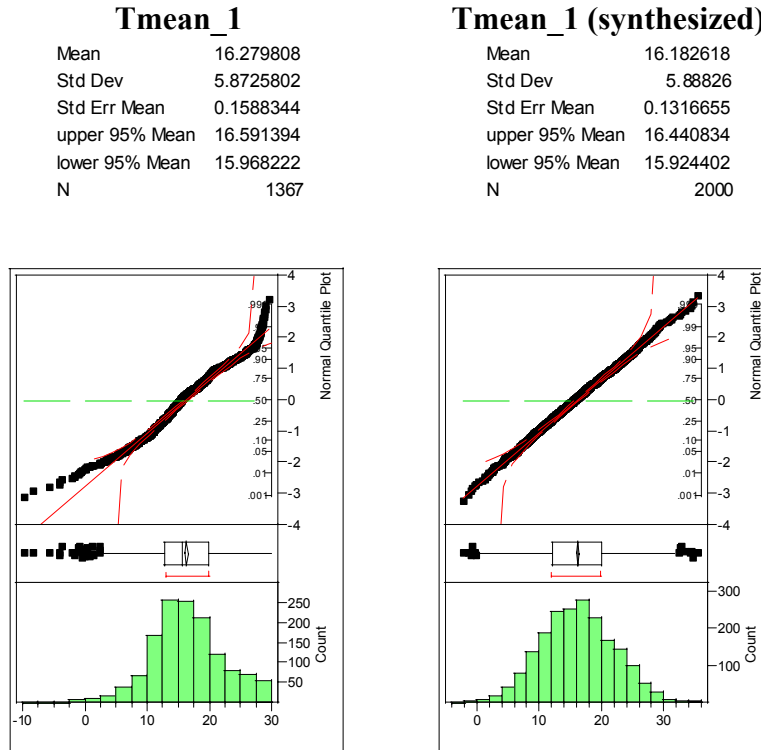 Tmean_1
Mean 16.279808
Std Dev 5.8725802
Std Err Mean 0.1588344
upper 95% Mean 16.591394
lower 95% Mean 15.968222
N 1367
4
3
2
1
0
-1
-2
-3
-4
.95
.90
.75
.50
.25
.10
.05
.01
.001
Normal Quantile Plot
250
200
150
100
50
Count
-10 0 10 20 30
Tmean_1 (synthesized)
Mean 16.182618
Std Dev 5.88826
Std Err Mean 0.1316655
upper 95% Mean 16.440834
lower 95% Mean 15.924402
N 2000
4
3
2
1
0
-1
-2
-3
-4
.99
.95
.90
.75
.50
.25
.10
.05
.01
.001
Normal Quantile Plot
300
200
100
Count
0 10 20 30